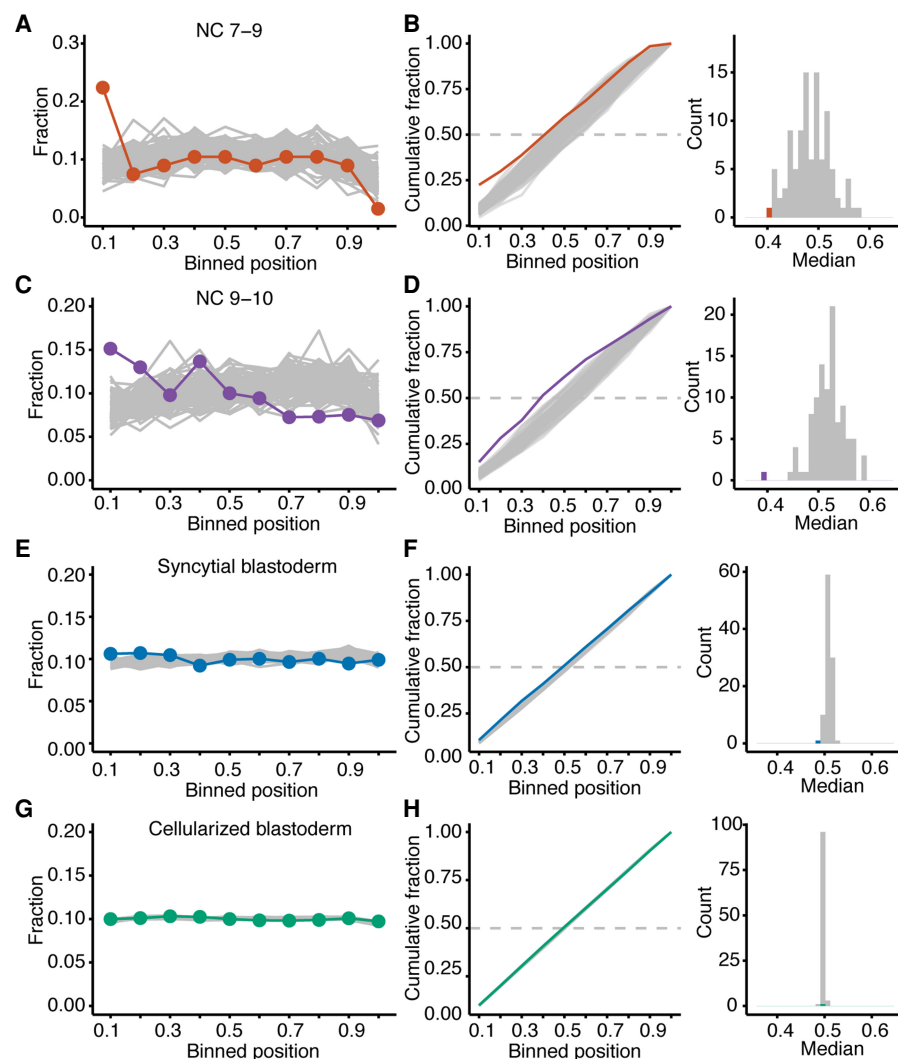 A
NC 7–9
Fraction
0.3
0.2
0.1
0.0
0.1 0.3 0.5 0.7 0.9
Binned position
B
Cumulative fraction
1.00
0.75
0.50
0.25
0.00
0.1 0.3 0.5 0.7 0.9
Binned position
Count
15
10
5
0
0.4 0.5 0.6
Median
C
NC 9–10
Fraction
0.20
0.15
0.10
0.05
0.00
0.1 0.3 0.5 0.7 0.9
Binned position
D
Cumulative fraction
1.00
0.75
0.50
0.25
0.00
0.1 0.3 0.5 0.7 0.9
Binned position
Count
20
15
10
5
0
0.4 0.5 0.6
Median
E
Syncytial blastoderm
Fraction
0.20
0.15
0.10
0.05
0.00
0.1 0.3 0.5 0.7 0.9
Binned position
F
Cumulative fraction
1.00
0.75
0.50
0.25
0.00
0.1 0.3 0.5 0.7 0.9
Binned position
Count
60
40
20
0
0.4 0.5 0.6
Median
G
Cellularized blastoderm
Fraction
0.20
0.15
0.10
0.05
0.00
0.1 0.3 0.5 0.7 0.9
Binned position
H
Cumulative fraction
1.00
0.75
0.50
0.25
0.00
0.1 0.3 0.5 0.7 0.9
Binned position
Count
100
75
50
25
0
0.4 0.5 0.6
Median